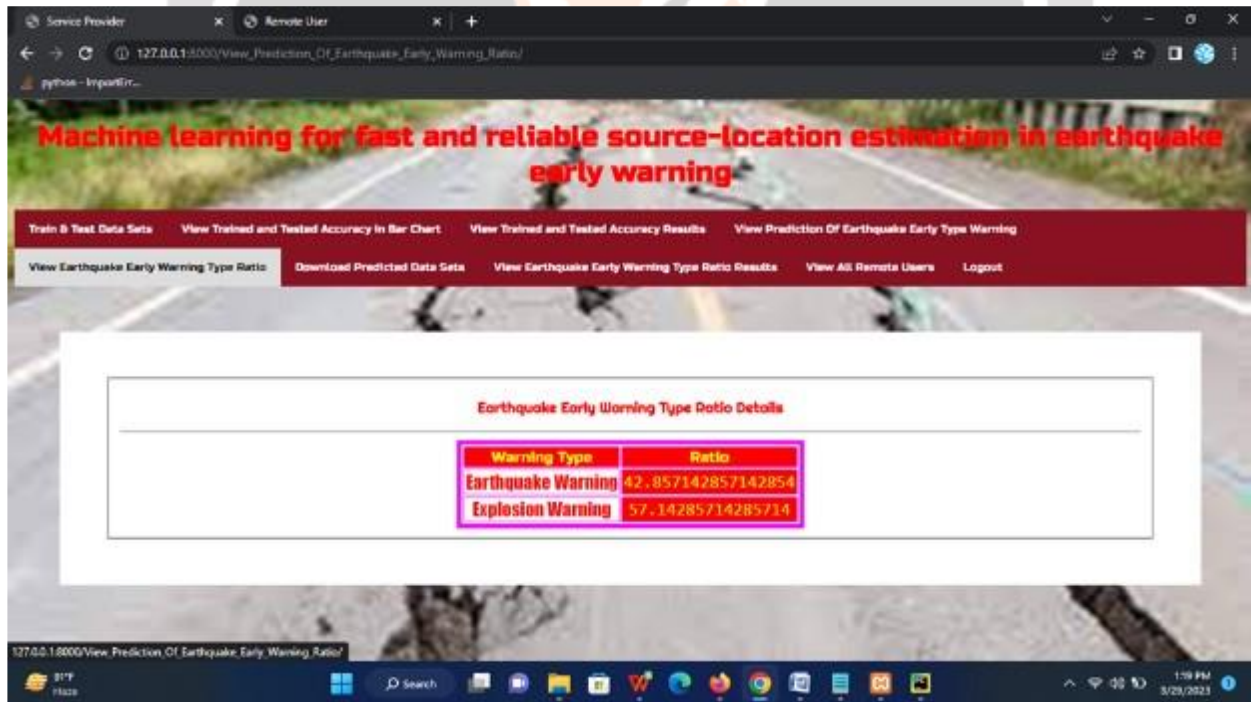 Service Provider
Remote User
127.0.0.1:8000/View_Prediction_Of_Earthquake_Early_Warning_Ratio/
python - ImportErr...
Machine learning for fast and reliable source-location estimation in earthquake
early warning
Train & Test Data Sets View Trained and Tested Accuracy in Bar Chart View Trained and Tested Accuracy Results View Prediction Of Earthquake Early Type Warning
View Earthquake Early Warning Type Ratio Download Predicted Data Sets View Earthquake Early Warning Type Ratio Results View All Remote Users Logout
Earthquake Early Warning Type Ratio Details
Warning Type Ratio
Earthquake Warning 42.857142857142854
Explosion Warning 57.14285714285714
127.0.0.1:8000/View_Prediction_Of_Earthquake_Early_Warning_Ratio/
Haze
Search
1:19 PM
3/29/2023